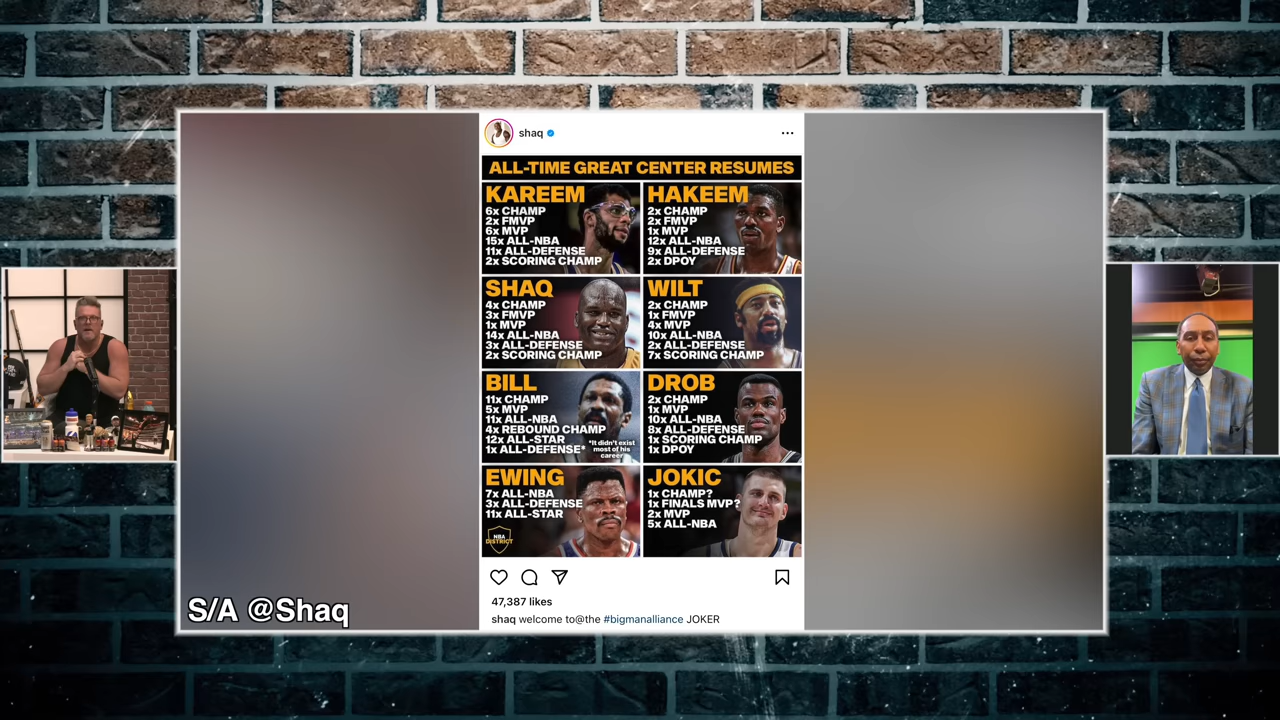 shaq
ALL-TIME GREAT CENTER RESUMES
KAREEM
6x CHAMP
2x FMVP
6x MVP
15x ALL-NBA
11x ALL-DEFENSE
2x SCORING CHAMP
HAKEEM
2x CHAMP
2x FMVP
1x MVP
12x ALL-NBA
9x ALL-DEFENSE
2x DPOY
SHAQ
4x CHAMP
3x FMVP
1x MVP
14x ALL-NBA
3x ALL-DEFENSE
2x SCORING CHAMP
WILT
2x CHAMP
1x FMVP
4x MVP
10x ALL-NBA
2x ALL-DEFENSE
7x SCORING CHAMP
BILL
11x CHAMP
5x MVP
11x ALL-NBA
4x REBOUND CHAMP
12x ALL-STAR
1x ALL-DEFENSE*
*It didn't exist
most of his
career
DROB
2x CHAMP
1x MVP
10x ALL-NBA
8x ALL-DEFENSE
1x SCORING CHAMP
1x DPOY
EWING
7x ALL-NBA
3x ALL-DEFENSE
11x ALL-STAR
NBA
DISTRICT
JOKIC
1x CHAMP?
1x FINALS MVP?
2x MVP
5x ALL-NBA
47,387 likes
shaq welcome to@the #bigmanalliance JOKER
S/A @Shaq